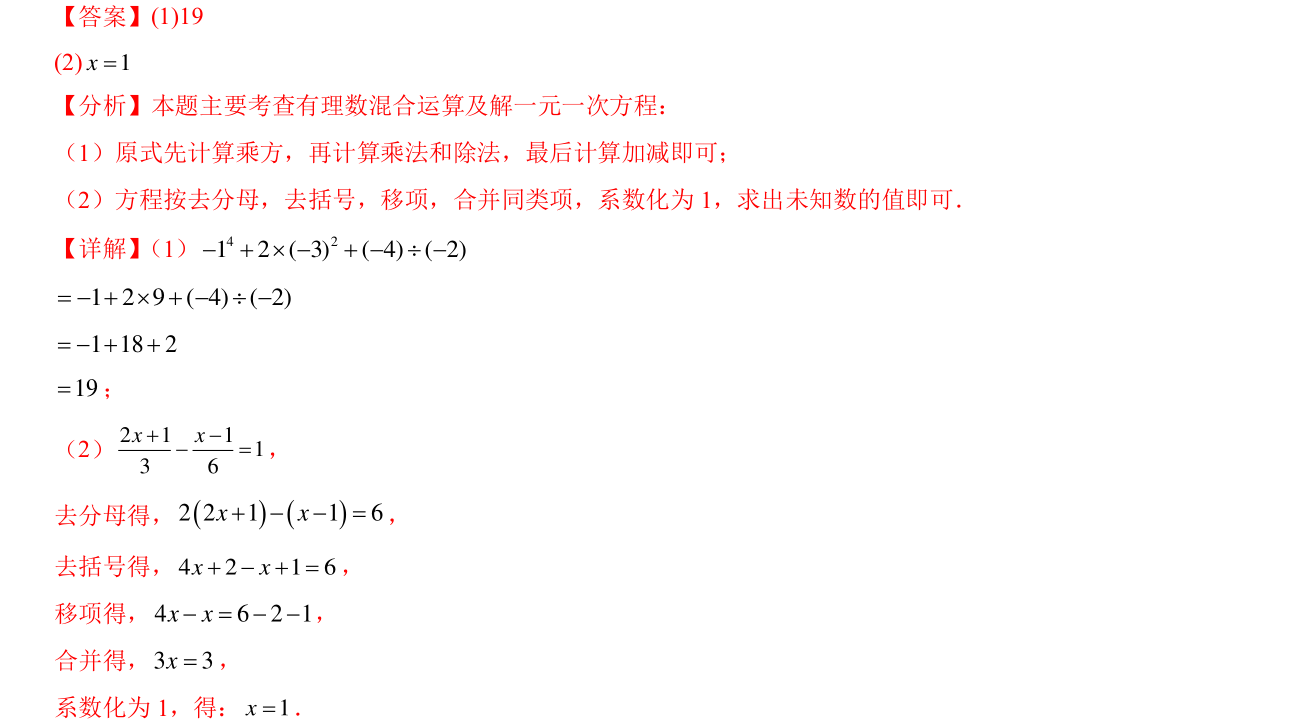 【答案】(1)19
(2) x = 1
【分析】本题主要考查有理数混合运算及解一元一次方程：
（1）原式先计算乘方，再计算乘法和除法，最后计算加减即可；
（2）方程按去分母，去括号，移项，合并同类项，系数化为 1，求出未知数的值即可．
【详解】（1） −1⁴ + 2×(−3)² + (−4)÷(−2)
= −1+ 2×9+(−4)÷(−2)
= −1+18+2
=19；
（2） (2x+1)/3 − (x−1)/6 =1，
去分母得， 2(2x+1)−(x−1)=6，
去括号得， 4x+2−x+1=6，
移项得， 4x−x=6−2−1，
合并得， 3x=3，
系数化为 1，得： x=1．